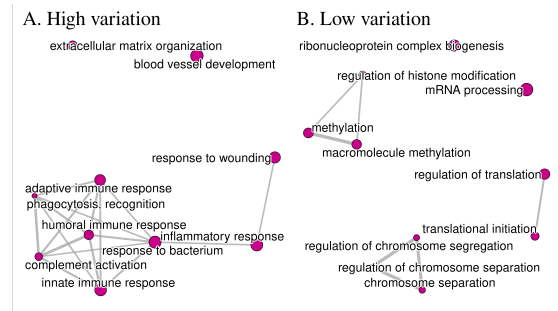 A. High variation
extracellular matrix organization
blood vessel development
response to wounding
adaptive immune response
phagocytosis, recognition
humoral immune response
inflammatory response
response to bacterium
complement activation
innate immune response
B. Low variation
ribonucleoprotein complex biogenesis
regulation of histone modification
mRNA processing
methylation
macromolecule methylation
regulation of translation
translational initiation
regulation of chromosome segregation
regulation of chromosome separation
chromosome separation